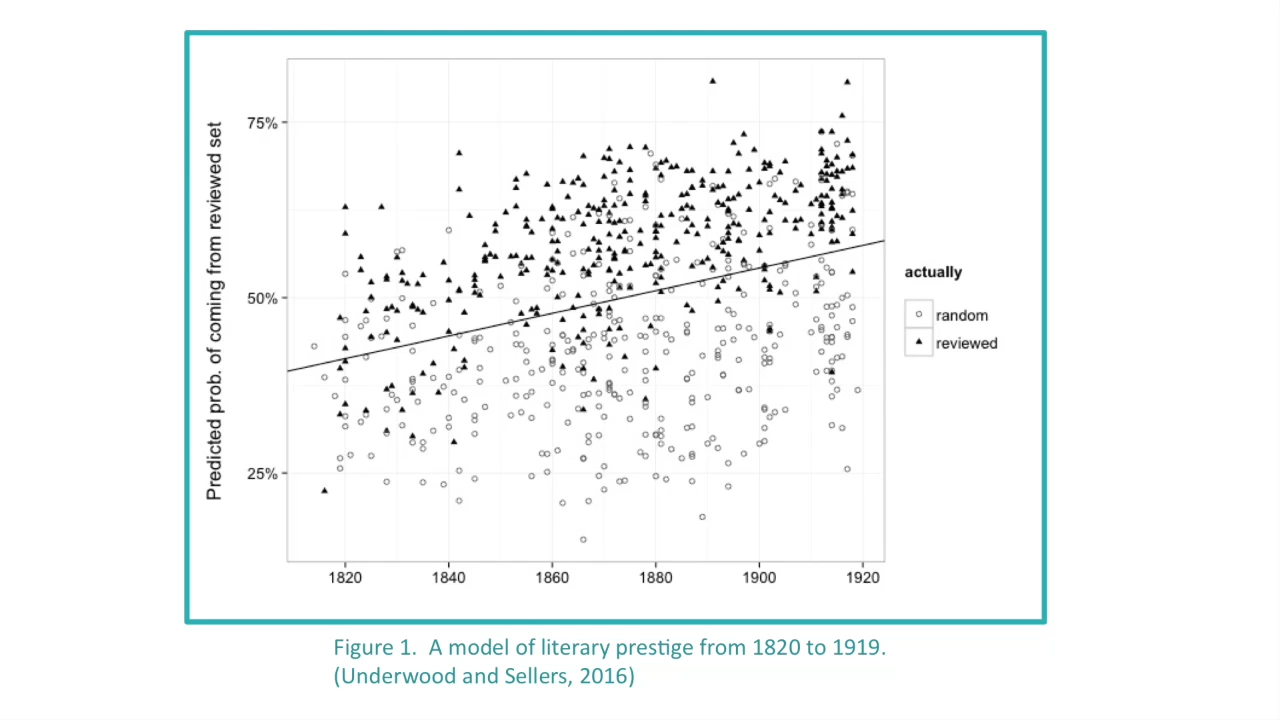 Predicted prob. of coming from reviewed set
75%
50%
25%
1820 1840 1860 1880 1900 1920
actually
random
reviewed
Figure 1.  A model of literary prestige from 1820 to 1919.
(Underwood and Sellers, 2016)